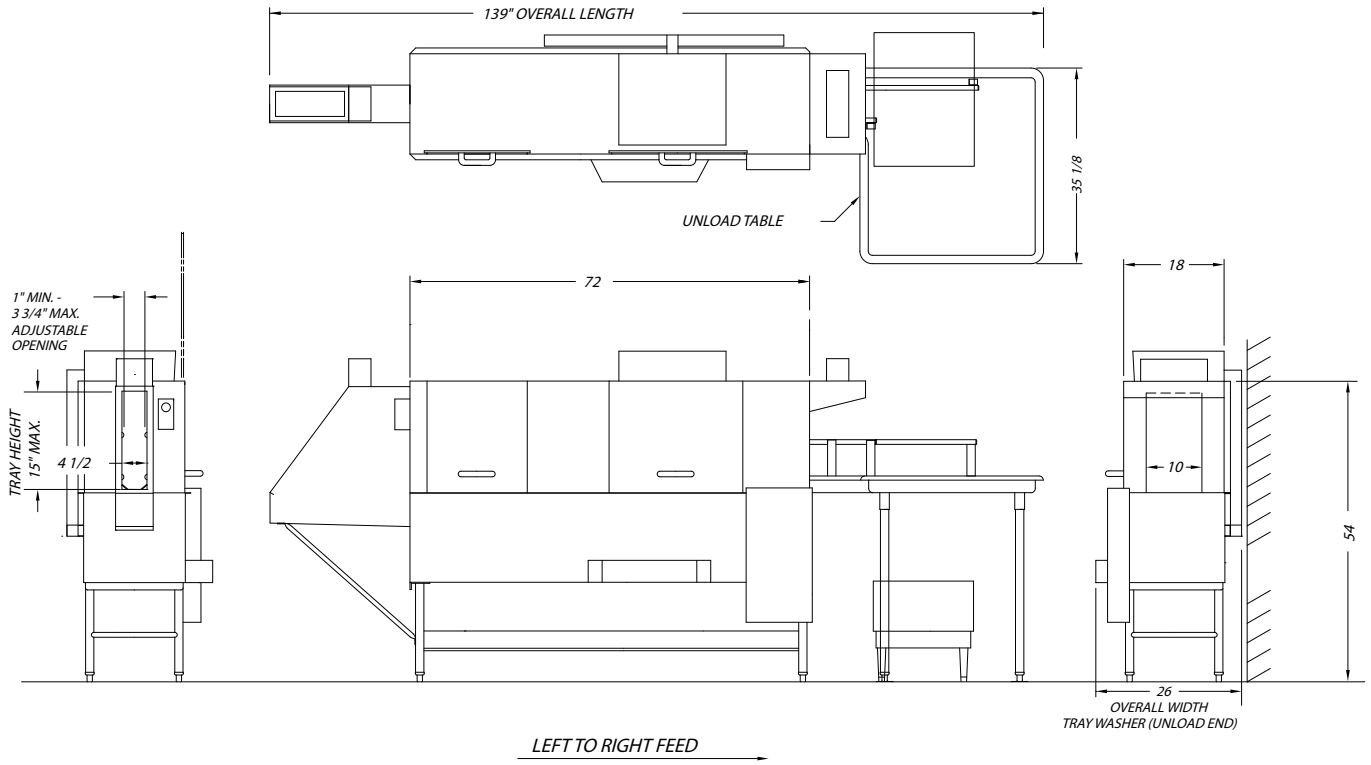 139" OVERALL LENGTH
35 1/8
UNLOAD TABLE
18
72
1" MIN. -
3 3/4" MAX.
ADJUSTABLE
OPENING
TRAY HEIGHT
15" MAX.
4 1/2
10
54
26
OVERALL WIDTH
TRAY WASHER (UNLOAD END)
LEFT TO RIGHT FEED